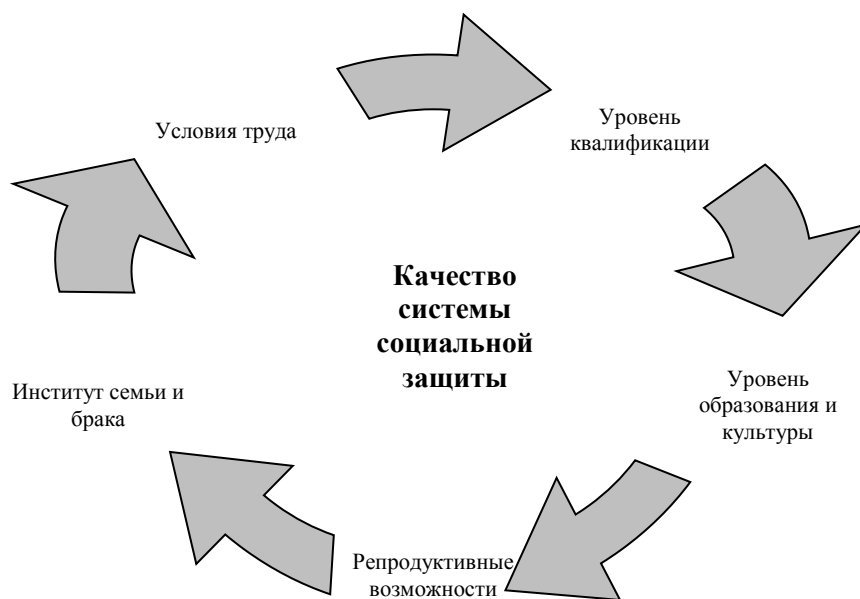 Условия труда
Уровень
квалификации
Качество
системы
социальной
защиты
Институт семьи и
брака
Уровень
образования и
культуры
Репродуктивные
возможности